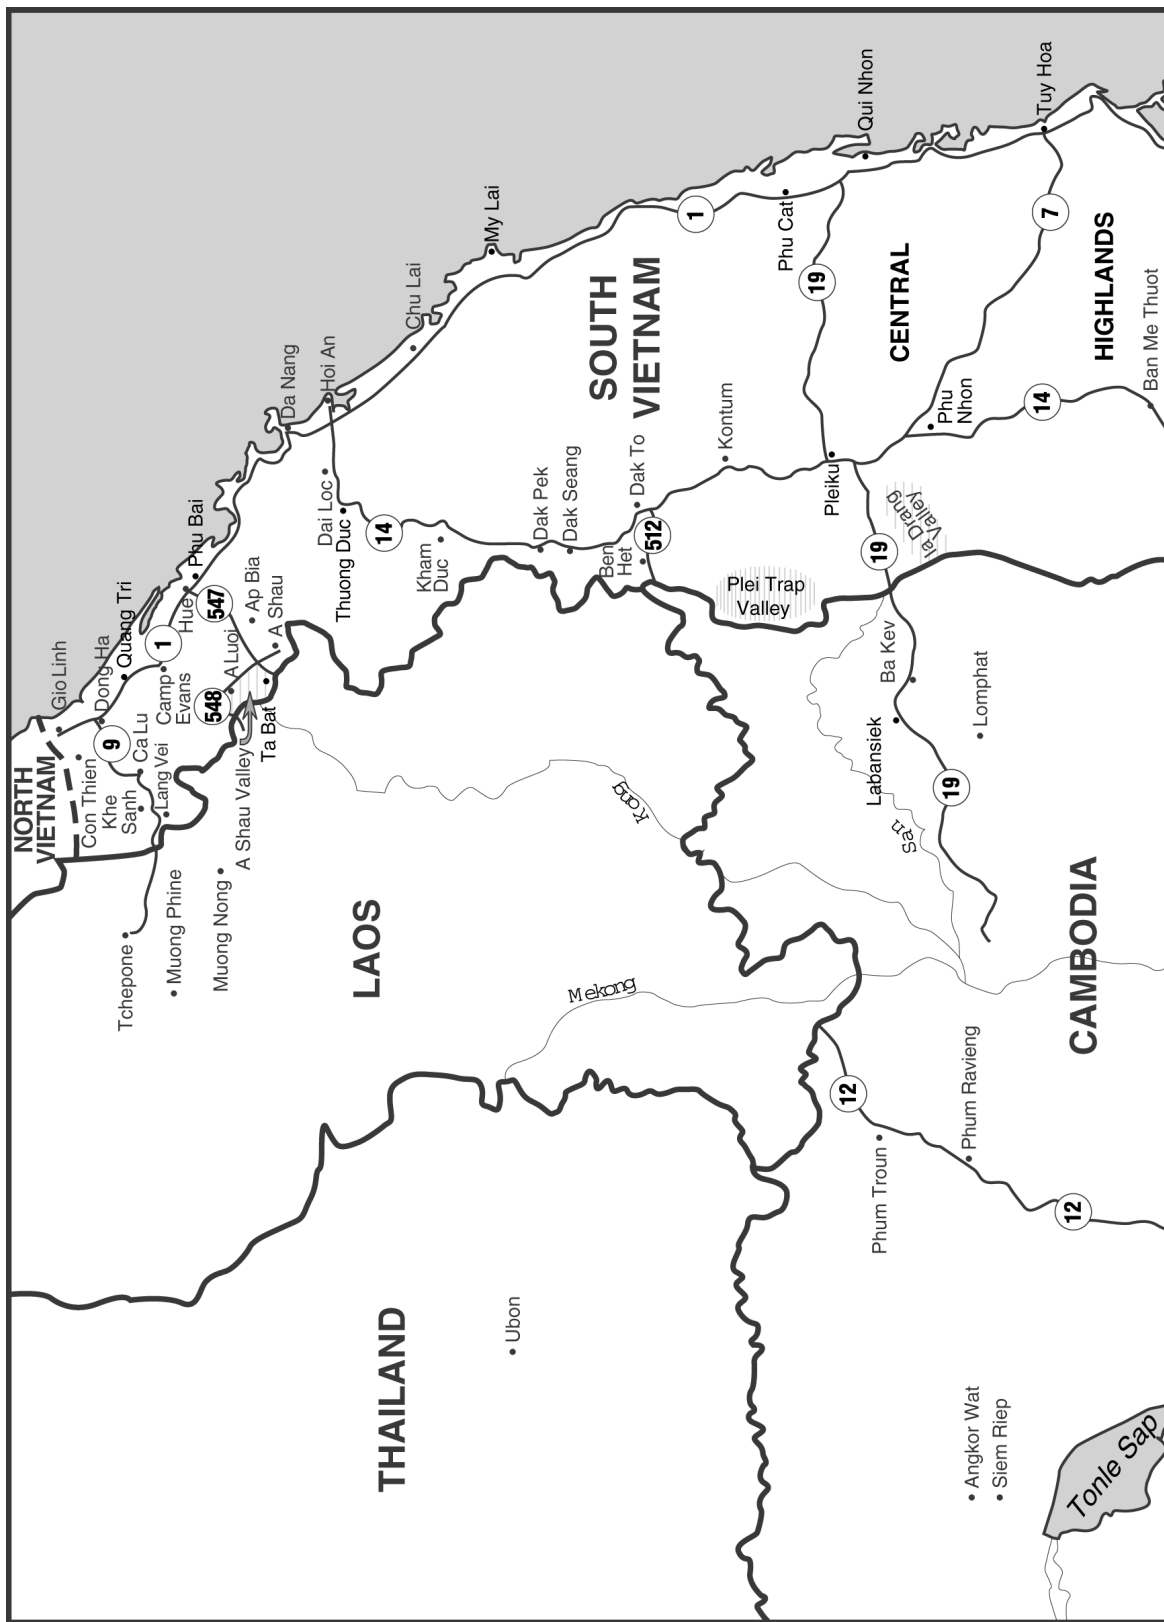 NORTH
VIETNAM
Gio Linh
Dong Ha
Quang Tri
Con Thien
Khe
Sanh
9
Ca Lu
Lang Vei
Camp
Evans
1
Hue
Phu Bai
547
548
A Luoi
Ap Bia
A Shau
Ta Bat
A Shau Valley
Tchepone
Muong Phine
Muong Nong
Da Nang
Hoi An
Dai Loc
Thuong Duc
14
Kham
Duc
Chu Lai
My Lai
LAOS
Kong
Mekong
THAILAND
Ubon
SOUTH
VIETNAM
Dak Pek
Dak Seang
Ben
Het
512
Dak To
Kontum
1
Phu Cat
Qui Nhon
19
Pleiku
Plei Trap
Valley
Ia Drang
Valley
19
CENTRAL
HIGHLANDS
Phu
Nhon
14
7
Tuy Hoa
Ban Me Thuot
Ba Kev
Labansiek
Lomphat
19
San
CAMBODIA
12
Phum Troun
Phum Ravieng
12
Angkor Wat
Siem Riep
Tonle Sap